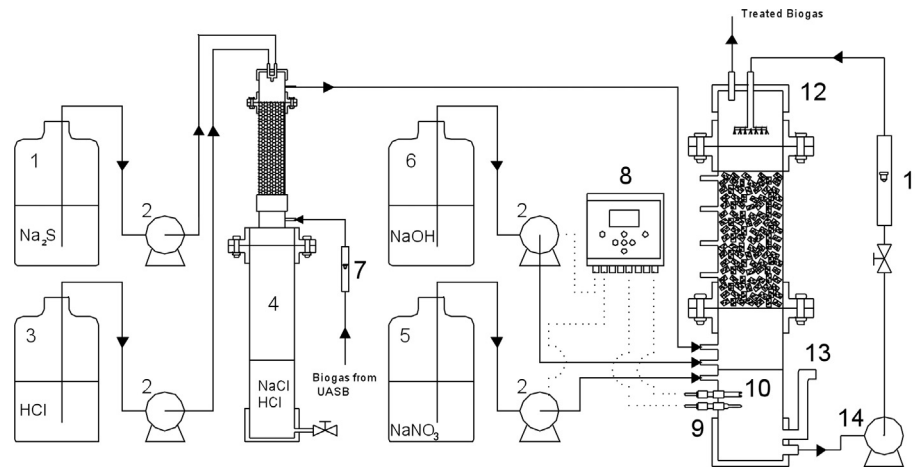 Treated Biogas
12
1
Na2S
2
6
NaOH
2
8
1
7
4
3
HCl
2
NaCl
HCl
Biogas from
UASB
5
NaNO3
2
10
9
13
14